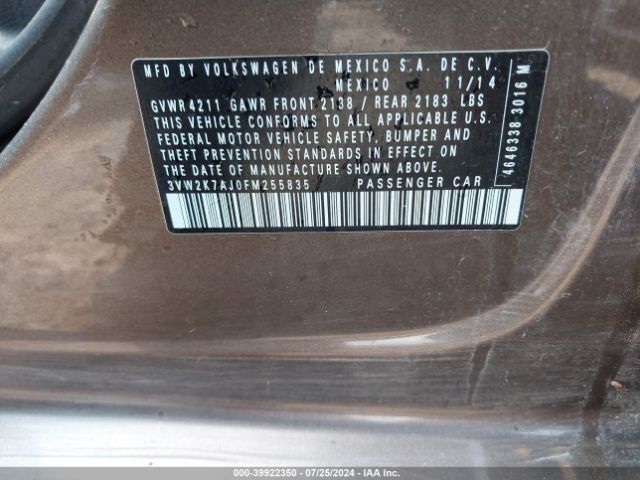 MFD BY VOLKSWAGEN DE MEXICO S.A. DE C.V.
MEXICO 11/14
GVWR 4211 GAWR FRONT 2138 / REAR 2183 LBS
THIS VEHICLE CONFORMS TO ALL APPLICABLE U.S.
FEDERAL MOTOR VEHICLE SAFETY, BUMPER AND
THEFT PREVENTION STANDARDS IN EFFECT ON
THE DATE OF MANUFACTURE SHOWN ABOVE.
3VW2K7AJ0FM255835 PASSENGER CAR
4646338-3016 M
000-39922350 | 07/25/2024 | IAA Inc.